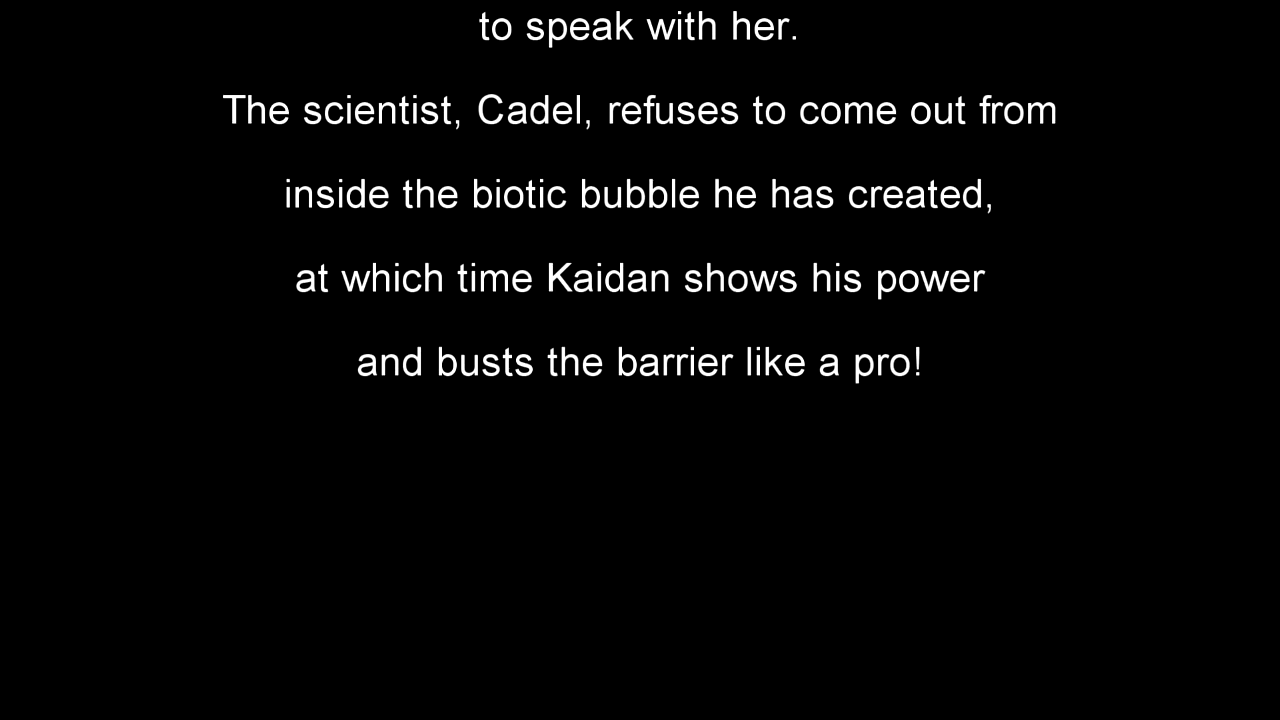 to speak with her.
The scientist, Cadel, refuses to come out from
inside the biotic bubble he has created,
at which time Kaidan shows his power
and busts the barrier like a pro!